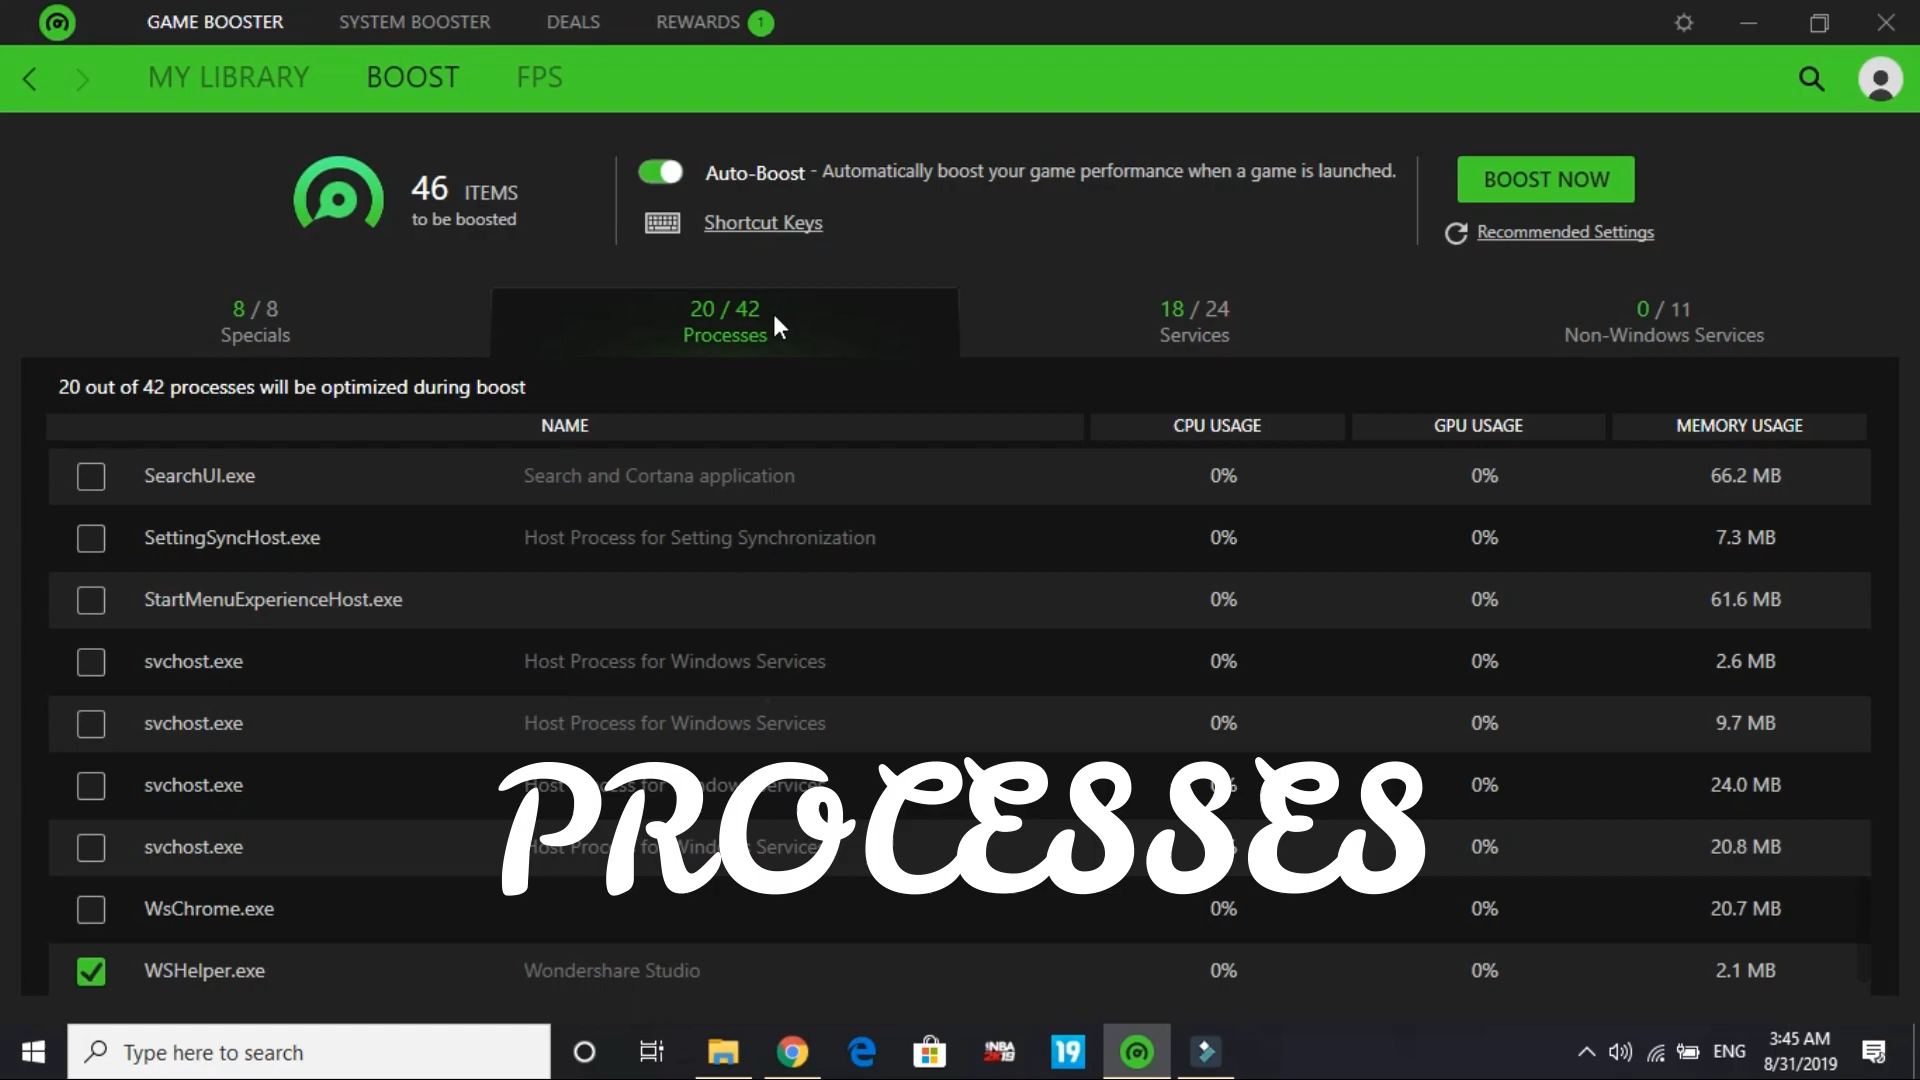 GAME BOOSTER SYSTEM BOOSTER DEALS REWARDS 1
MY LIBRARY BOOST FPS
46 ITEMS
to be boosted
Auto-Boost - Automatically boost your game performance when a game is launched.
Shortcut Keys
BOOST NOW
Recommended Settings
8 / 8
Specials
20 / 42
Processes
18 / 24
Services
0 / 11
Non-Windows Services
20 out of 42 processes will be optimized during boost
NAME CPU USAGE GPU USAGE MEMORY USAGE
SearchUI.exe Search and Cortana application 0% 0% 66.2 MB
SettingSyncHost.exe Host Process for Setting Synchronization 0% 0% 7.3 MB
StartMenuExperienceHost.exe 0% 0% 61.6 MB
svchost.exe Host Process for Windows Services 0% 0% 2.6 MB
svchost.exe Host Process for Windows Services 0% 0% 9.7 MB
svchost.exe 0% 24.0 MB
PROCESSES
svchost.exe 0% 20.8 MB
WsChrome.exe 0% 0% 20.7 MB
WSHelper.exe Wondershare Studio 0% 0% 2.1 MB
Type here to search
NBA 2K19
19
ENG
3:45 AM
8/31/2019